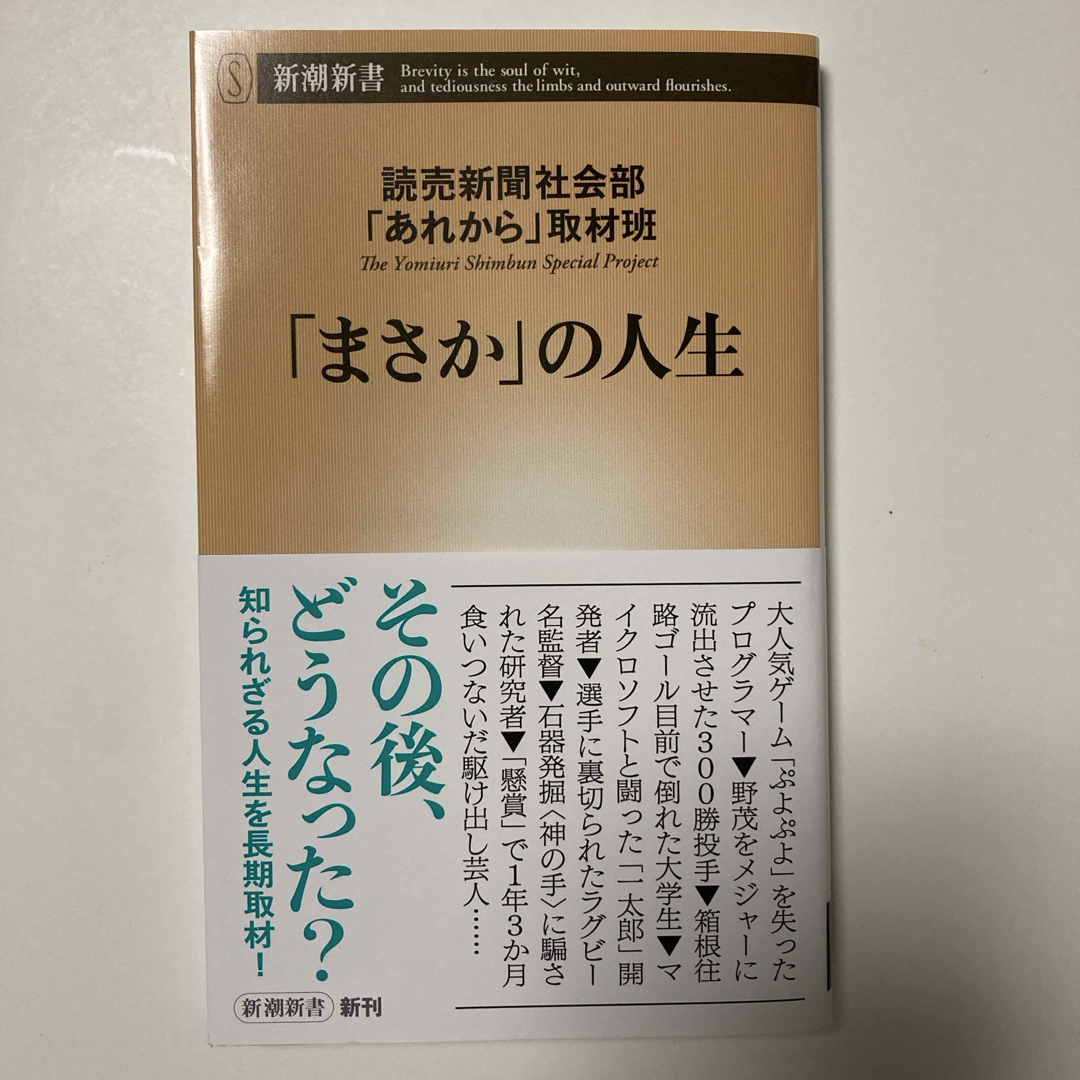 S
新潮新書
Brevity is the soul of wit,
and tediousness the limbs and outward flourishes.
読売新聞社会部
「あれから」取材班
The Yomiuri Shimbun Special Project
「まさか」の人生
大人気ゲーム「ぷよぷよ」を失った
プログラマー▼野茂をメジャーに
流出させた300勝投手▼箱根往
路ゴール目前で倒れた大学生▼マ
イクロソフトと闘った「一太郎」開
発者▼選手に裏切られたラグビー
名監督▼石器発掘〈神の手〉に騙さ
れた研究者▼「懸賞」で1年3か月
食いつないだ駆け出し芸人……
その後、
どうなった?
知られざる人生を長期取材!
新潮新書 新刊